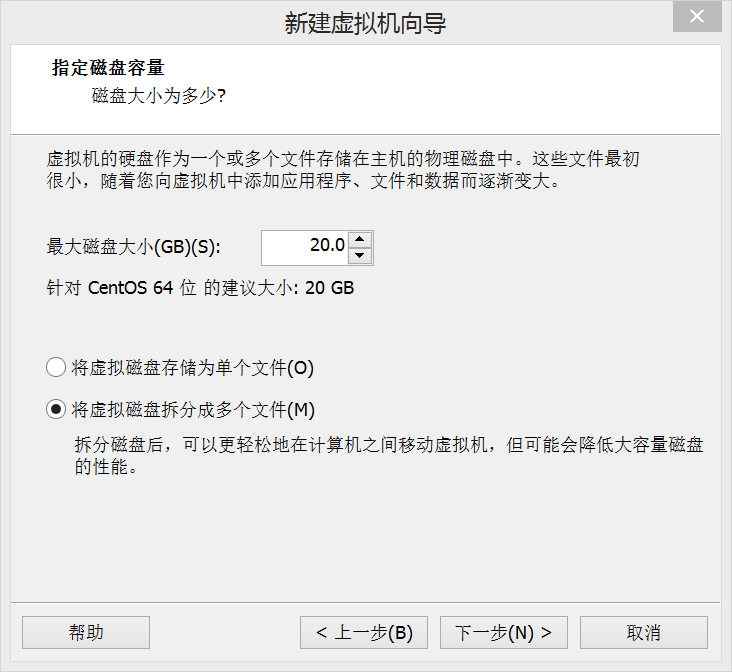 新建虚拟机向导
指定磁盘容量
磁盘大小为多少?
虚拟机的硬盘作为一个或多个文件存储在主机的物理磁盘中。这些文件最初
很小，随着您向虚拟机中添加应用程序、文件和数据而逐渐变大。
最大磁盘大小(GB)(S): 20.0
针对 CentOS 64 位 的建议大小: 20 GB
将虚拟磁盘存储为单个文件(O)
将虚拟磁盘拆分成多个文件(M)
拆分磁盘后，可以更轻松地在计算机之间移动虚拟机，但可能会降低大容量磁盘
的性能。
帮助 < 上一步(B) 下一步(N) > 取消